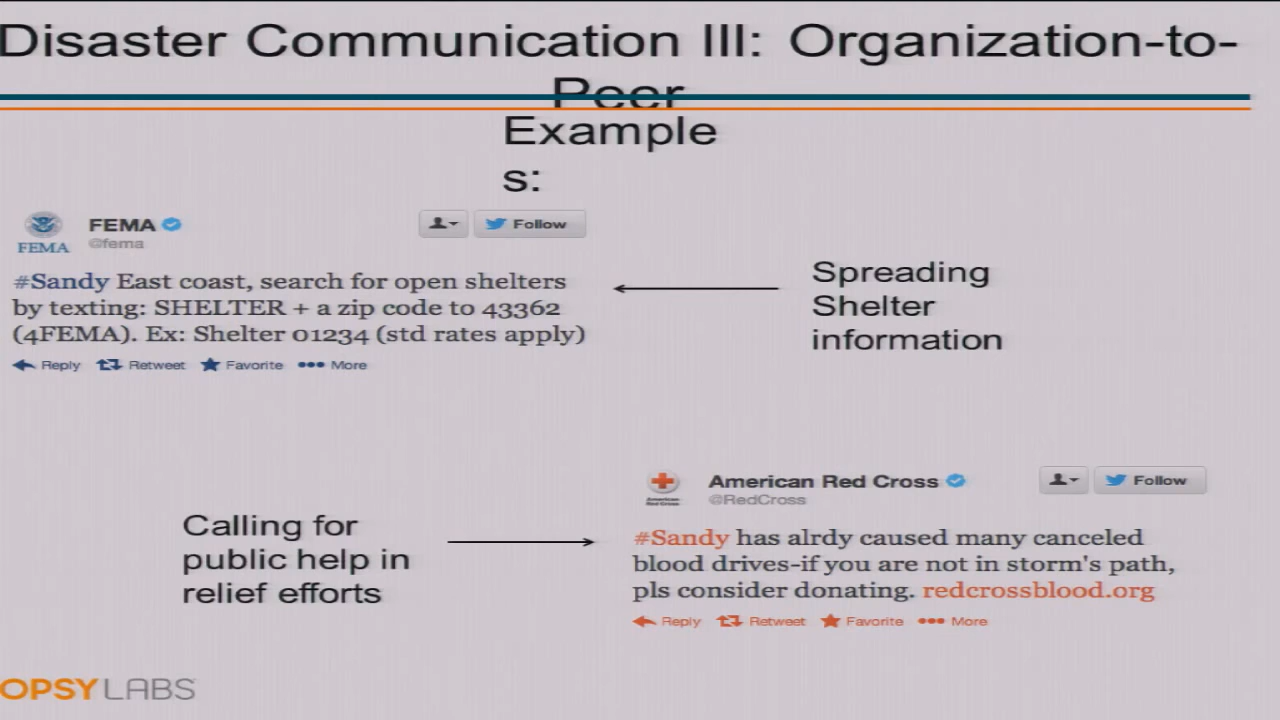 Disaster Communication III: Organization-to-
Peer
Example
s:
FEMA
@fema
Follow
FEMA
#Sandy East coast, search for open shelters
by texting: SHELTER + a zip code to 43362
(4FEMA). Ex: Shelter 01234 (std rates apply)
Reply Retweet Favorite More
Spreading
Shelter
information
Calling for
public help in
relief efforts
American Red Cross
@RedCross
Follow
American
Red Cross
#Sandy has alrdy caused many canceled
blood drives-if you are not in storm's path,
pls consider donating. redcrossblood.org
Reply Retweet Favorite More
OPSY LABS